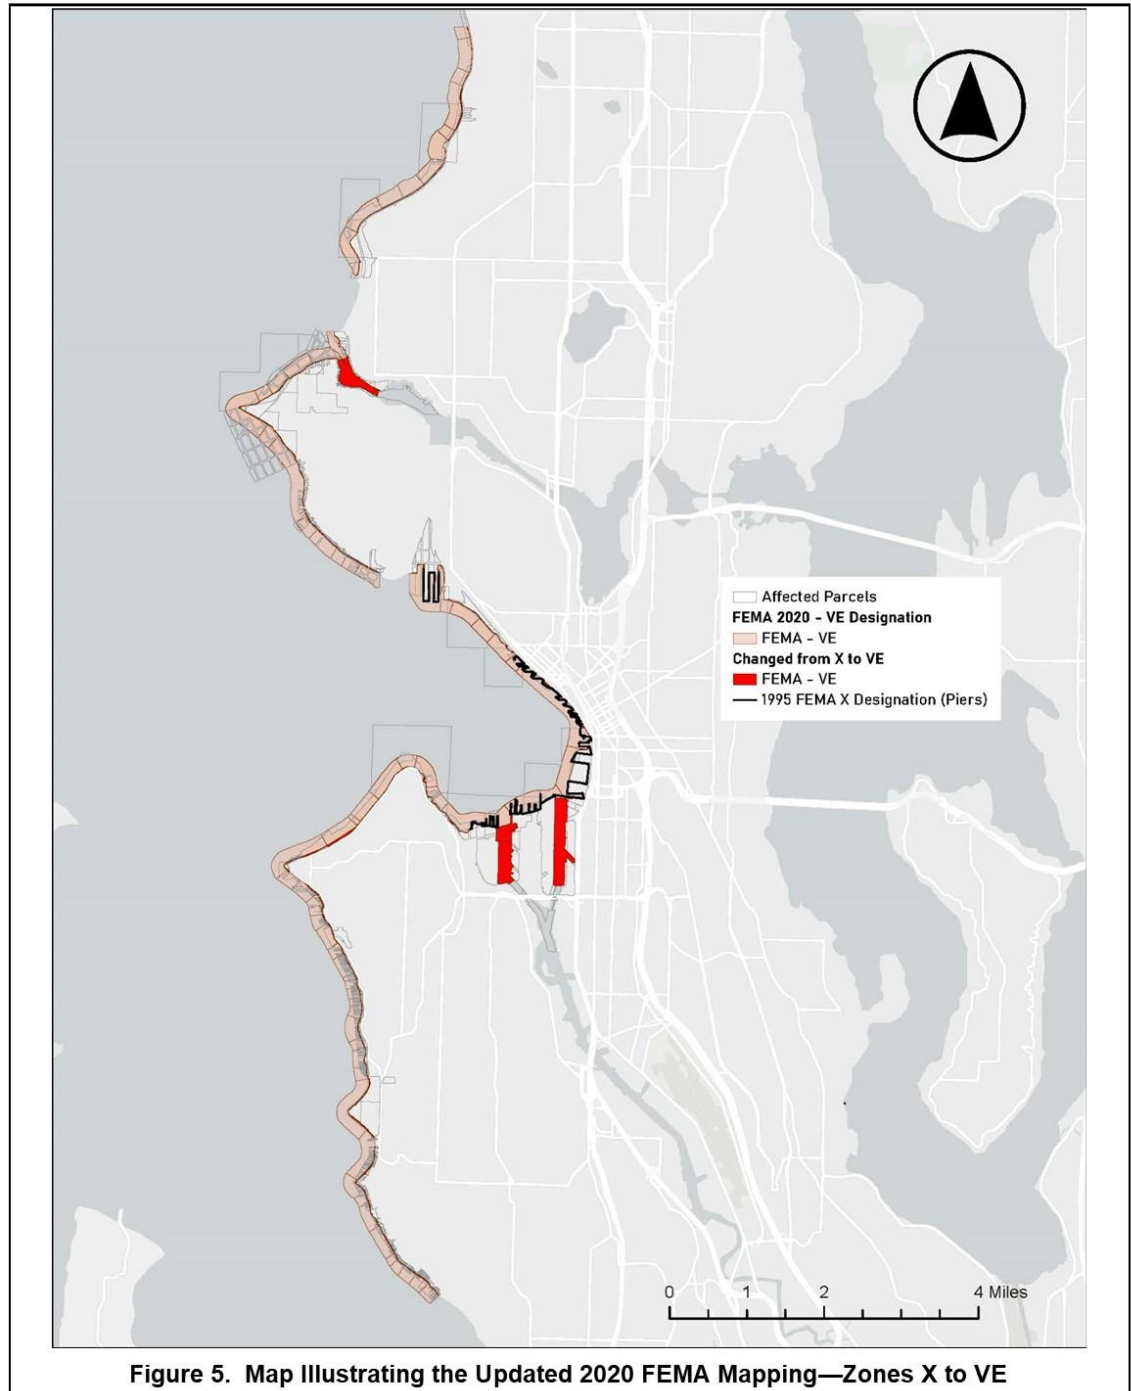 Affected Parcels
FEMA 2020 - VE Designation
FEMA - VE
Changed from X to VE
FEMA - VE
1995 FEMA X Designation (Piers)
0 1 2 4 Miles
Figure 5. Map Illustrating the Updated 2020 FEMA Mapping—Zones X to VE